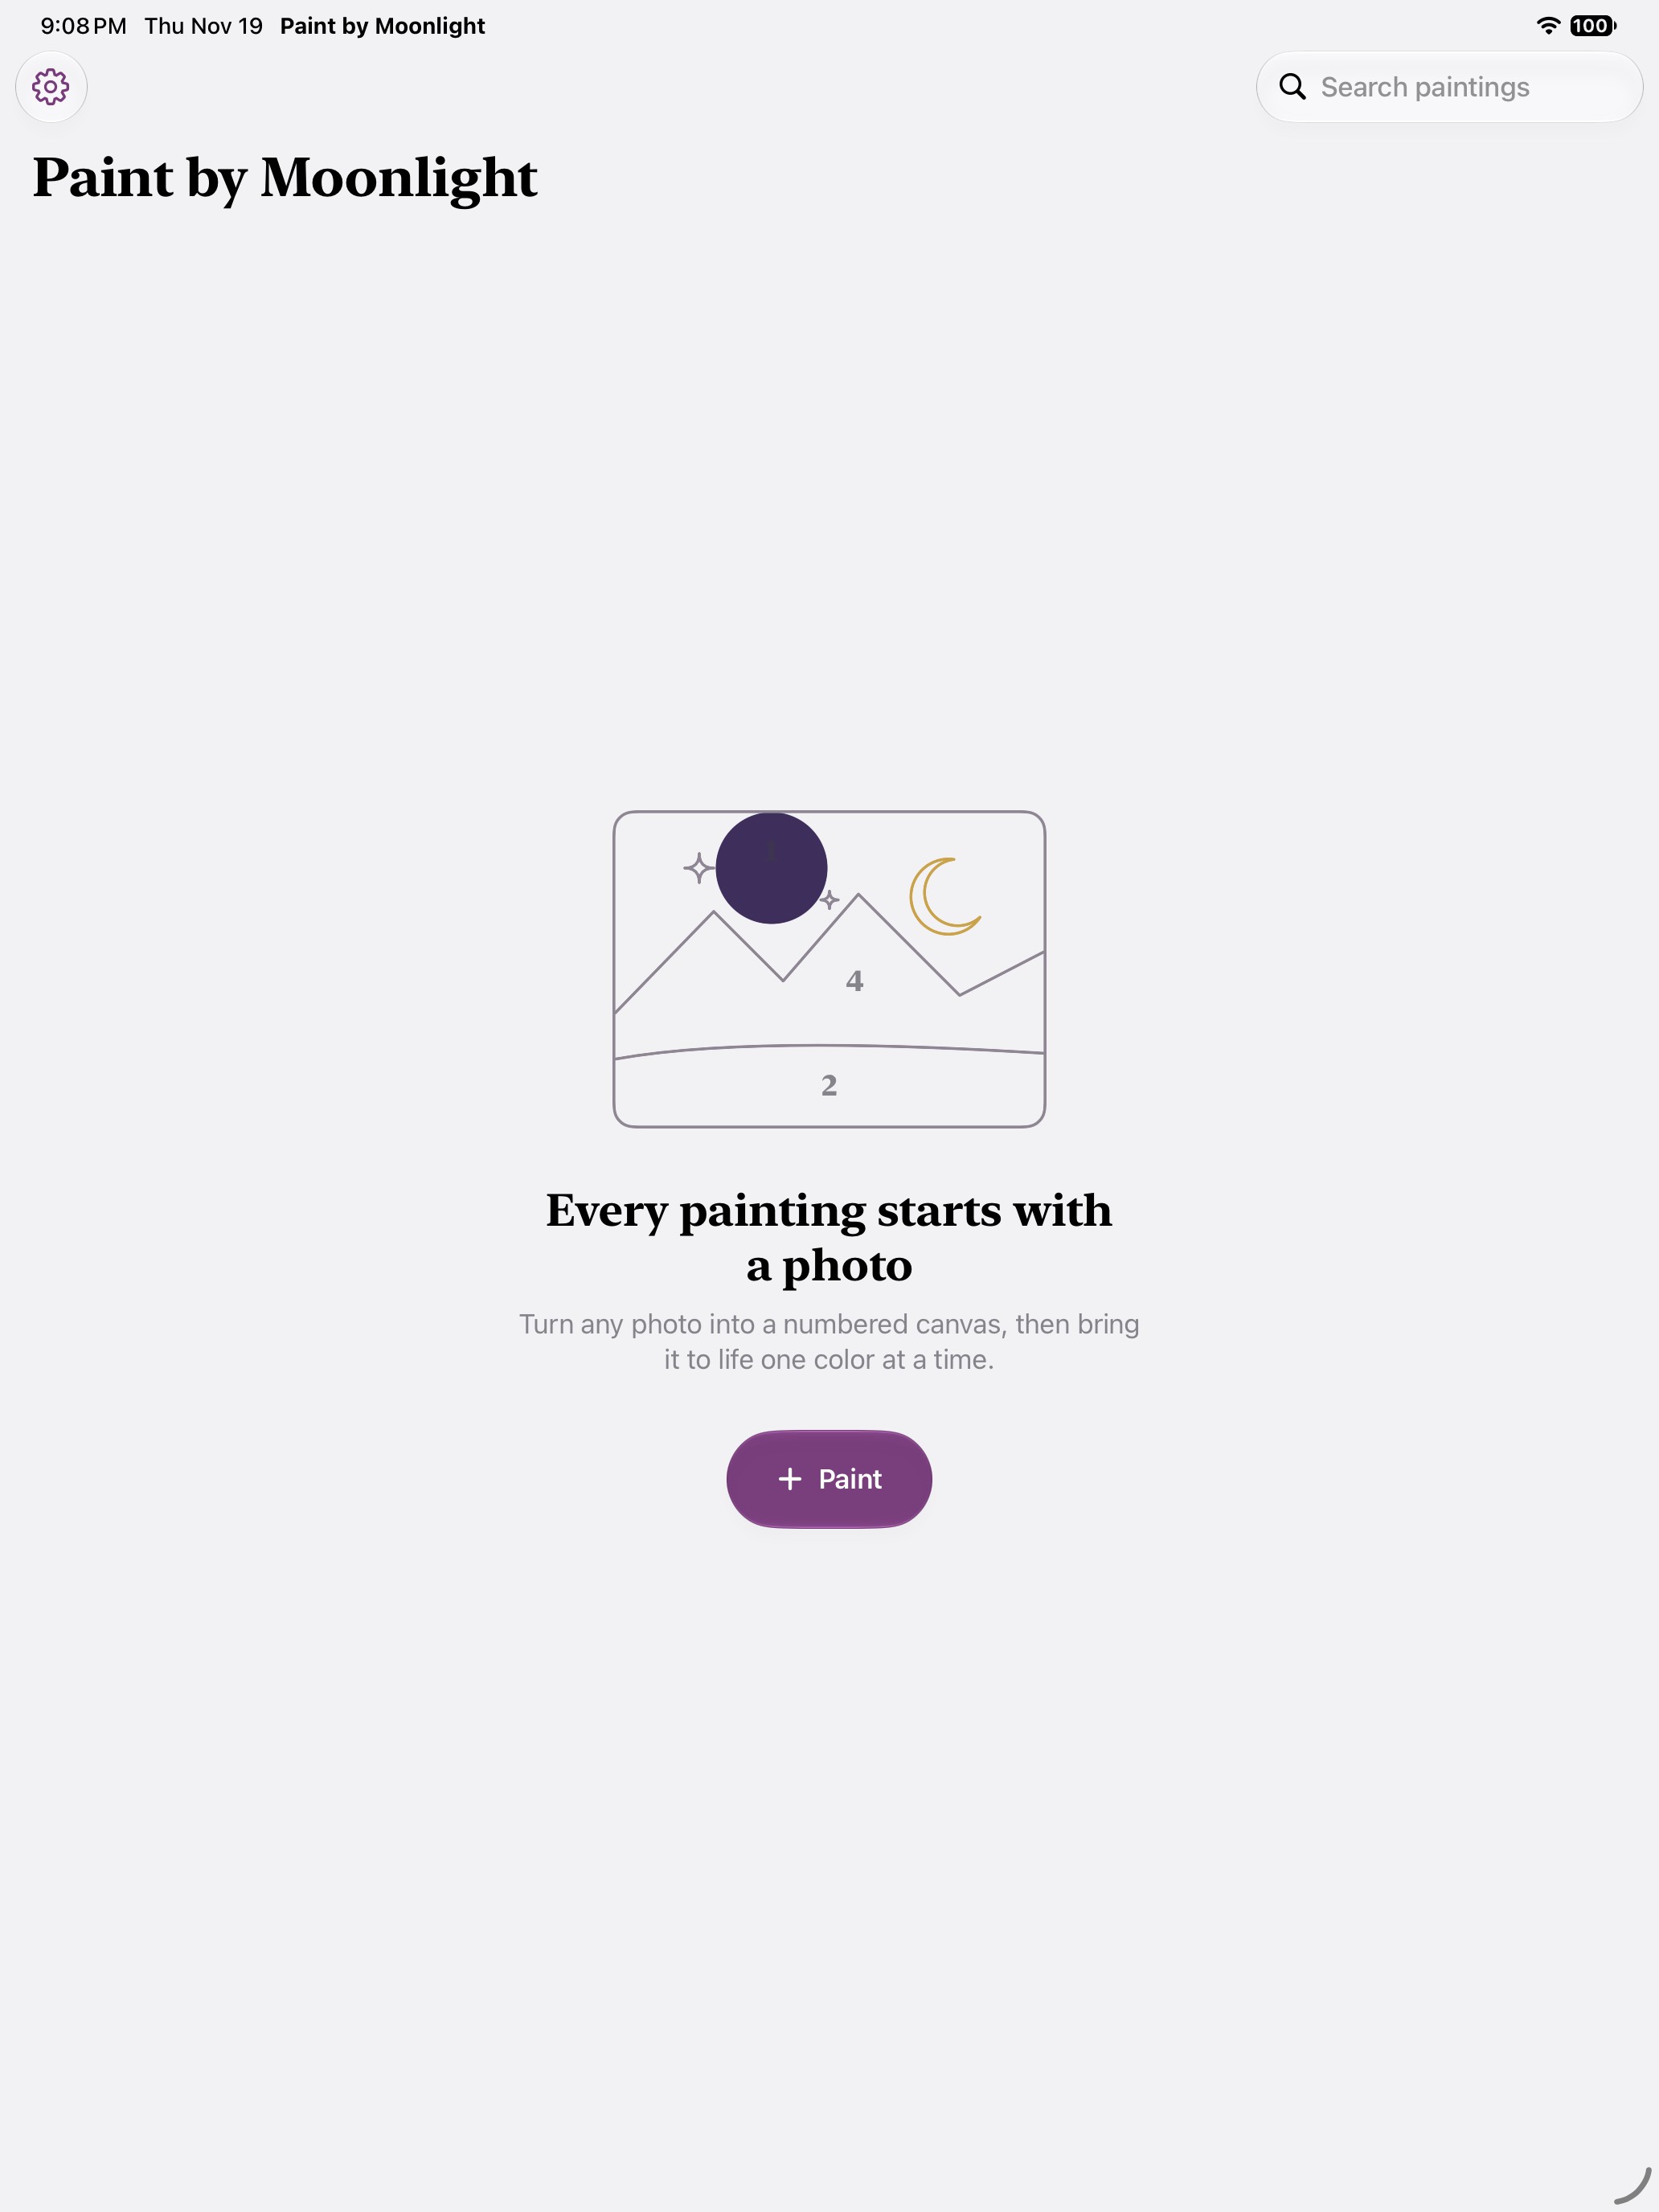 9:08 PM Thu Nov 19 Paint by Moonlight
100
Search paintings
Paint by Moonlight
1
4
2
Every painting starts with
a photo
Turn any photo into a numbered canvas, then bring
it to life one color at a time.
+ Paint